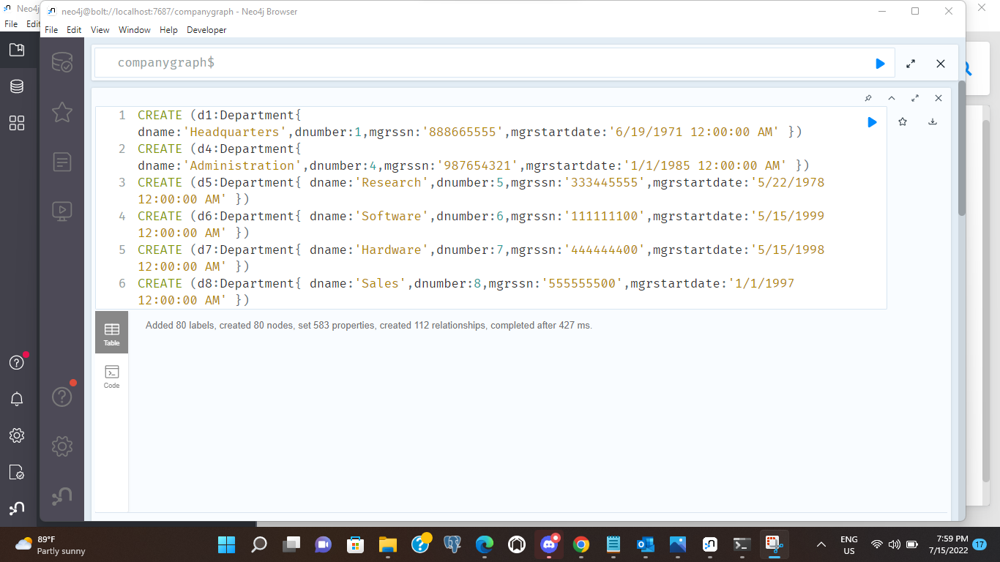 Neo4j
File Edit
neo4j@bolt://localhost:7687/companygraph - Neo4j Browser
File Edit View Window Help Developer
companygraph$
1 CREATE (d1:Department{
dname:'Headquarters',dnumber:1,mgrssn:'888665555',mgrstartdate:'6/19/1971 12:00:00 AM' })
2 CREATE (d4:Department{
dname:'Administration',dnumber:4,mgrssn:'987654321',mgrstartdate:'1/1/1985 12:00:00 AM' })
3 CREATE (d5:Department{ dname:'Research',dnumber:5,mgrssn:'333445555',mgrstartdate:'5/22/1978
12:00:00 AM' })
4 CREATE (d6:Department{ dname:'Software',dnumber:6,mgrssn:'111111100',mgrstartdate:'5/15/1999
12:00:00 AM' })
5 CREATE (d7:Department{ dname:'Hardware',dnumber:7,mgrssn:'444444400',mgrstartdate:'5/15/1998
12:00:00 AM' })
6 CREATE (d8:Department{ dname:'Sales',dnumber:8,mgrssn:'555555500',mgrstartdate:'1/1/1997
12:00:00 AM' })
Table
Added 80 labels, created 80 nodes, set 583 properties, created 112 relationships, completed after 427 ms.
Code
89°F
Partly sunny
ENG
US
7:59 PM
7/15/2022
17